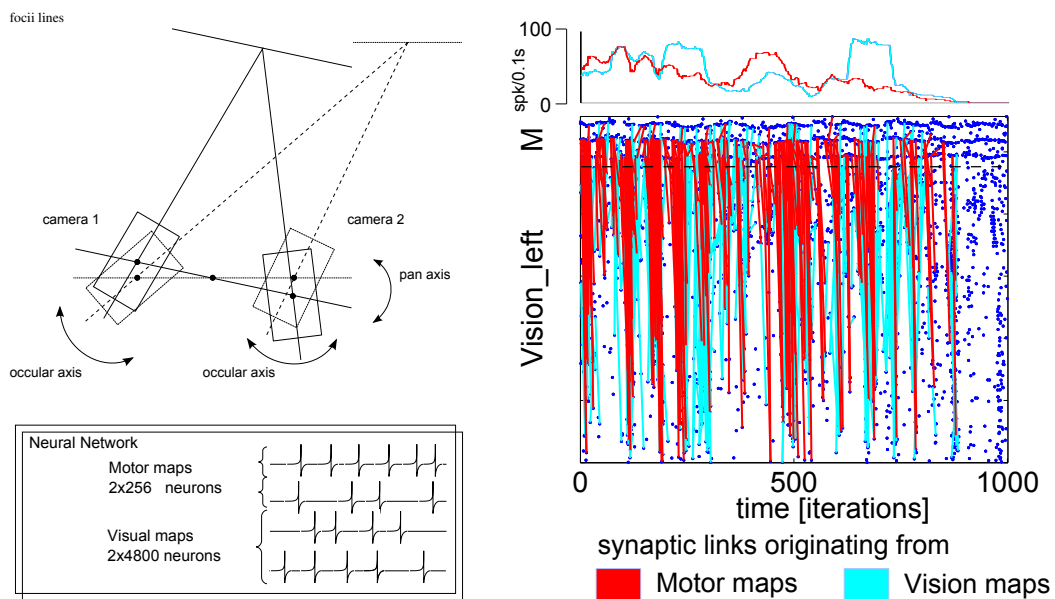 focii lines
camera 1
camera 2
pan axis
occular axis
occular axis
Neural Network
Motor maps
2x256 neurons
Visual maps
2x4800 neurons
100
0
spk/0.1s
M
Vision_left
0
500
1000
time [iterations]
synaptic links originating from
Motor maps
Vision maps